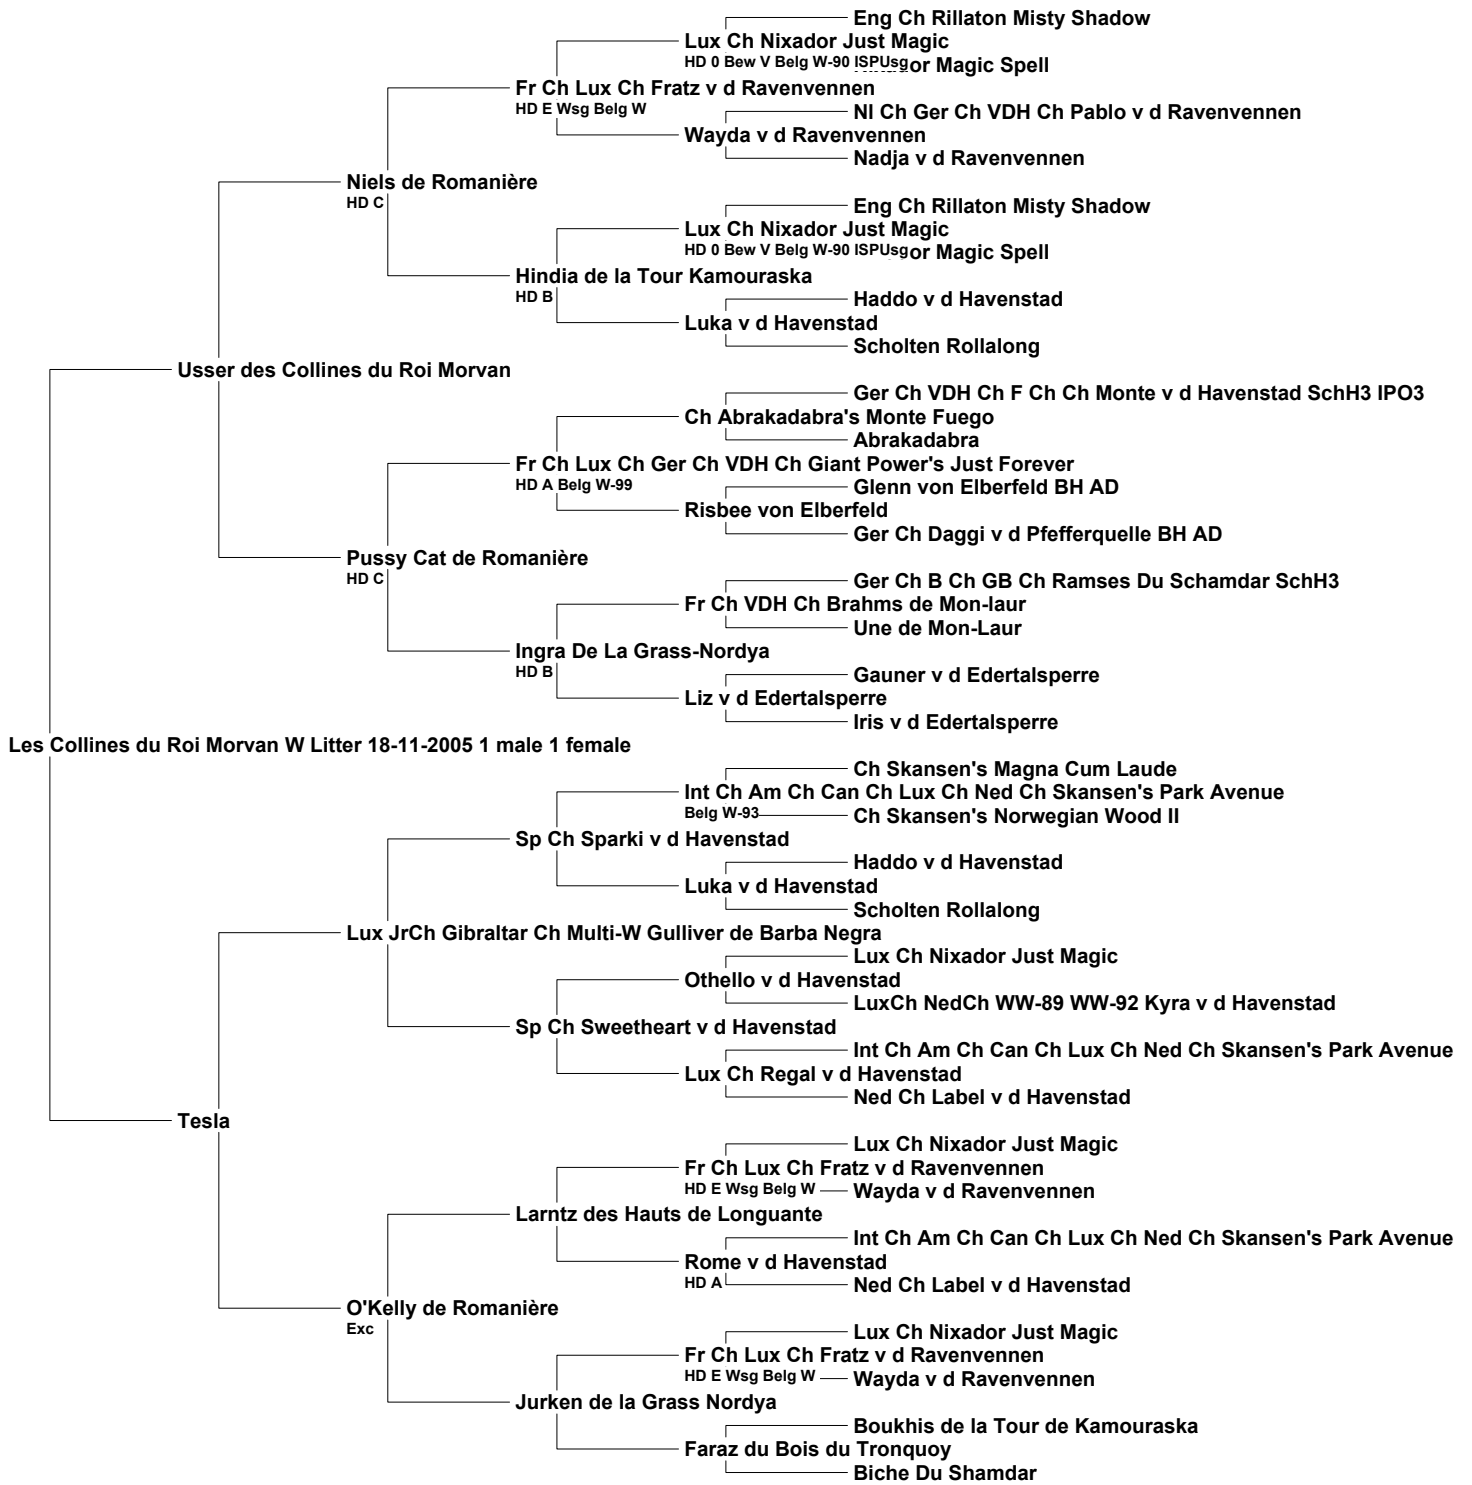 Eng Ch Rillaton Misty Shadow
Lux Ch Nixador Just Magic
HD 0 Bew V Belg W-90 ISPUsg
or Magic Spell
Fr Ch Lux Ch Fratz v d Ravenvennen
HD E Wsg Belg W
Nl Ch Ger Ch VDH Ch Pablo v d Ravenvennen
Wayda v d Ravenvennen
Nadja v d Ravenvennen
Niels de Romanière
HD C
Eng Ch Rillaton Misty Shadow
Lux Ch Nixador Just Magic
HD 0 Bew V Belg W-90 ISPUsg
or Magic Spell
Hindia de la Tour Kamouraska
HD B
Haddo v d Havenstad
Luka v d Havenstad
Scholten Rollalong
Usser des Collines du Roi Morvan
Ger Ch VDH Ch F Ch Ch Monte v d Havenstad SchH3 IPO3
Ch Abrakadabra's Monte Fuego
Abrakadabra
Fr Ch Lux Ch Ger Ch VDH Ch Giant Power's Just Forever
HD A Belg W-99
Glenn von Elberfeld BH AD
Risbee von Elberfeld
Ger Ch Daggi v d Pfefferquelle BH AD
Pussy Cat de Romanière
HD C
Ger Ch B Ch GB Ch Ramses Du Schamdar SchH3
Fr Ch VDH Ch Brahms de Mon-laur
Une de Mon-Laur
Ingra De La Grass-Nordya
HD B
Gauner v d Edertalsperre
Liz v d Edertalsperre
Iris v d Edertalsperre
Les Collines du Roi Morvan W Litter 18-11-2005 1 male 1 female
Ch Skansen's Magna Cum Laude
Int Ch Am Ch Can Ch Lux Ch Ned Ch Skansen's Park Avenue
Belg W-93
Ch Skansen's Norwegian Wood II
Sp Ch Sparki v d Havenstad
Haddo v d Havenstad
Luka v d Havenstad
Scholten Rollalong
Lux JrCh Gibraltar Ch Multi-W Gulliver de Barba Negra
Lux Ch Nixador Just Magic
Othello v d Havenstad
LuxCh NedCh WW-89 WW-92 Kyra v d Havenstad
Sp Ch Sweetheart v d Havenstad
Int Ch Am Ch Can Ch Lux Ch Ned Ch Skansen's Park Avenue
Lux Ch Regal v d Havenstad
Ned Ch Label v d Havenstad
Tesla
Lux Ch Nixador Just Magic
Fr Ch Lux Ch Fratz v d Ravenvennen
HD E Wsg Belg W
Wayda v d Ravenvennen
Larntz des Hauts de Longuante
Int Ch Am Ch Can Ch Lux Ch Ned Ch Skansen's Park Avenue
Rome v d Havenstad
HD A
Ned Ch Label v d Havenstad
O'Kelly de Romanière
Exc
Lux Ch Nixador Just Magic
Fr Ch Lux Ch Fratz v d Ravenvennen
HD E Wsg Belg W
Wayda v d Ravenvennen
Jurken de la Grass Nordya
Boukhis de la Tour de Kamouraska
Faraz du Bois du Tronquoy
Biche Du Shamdar